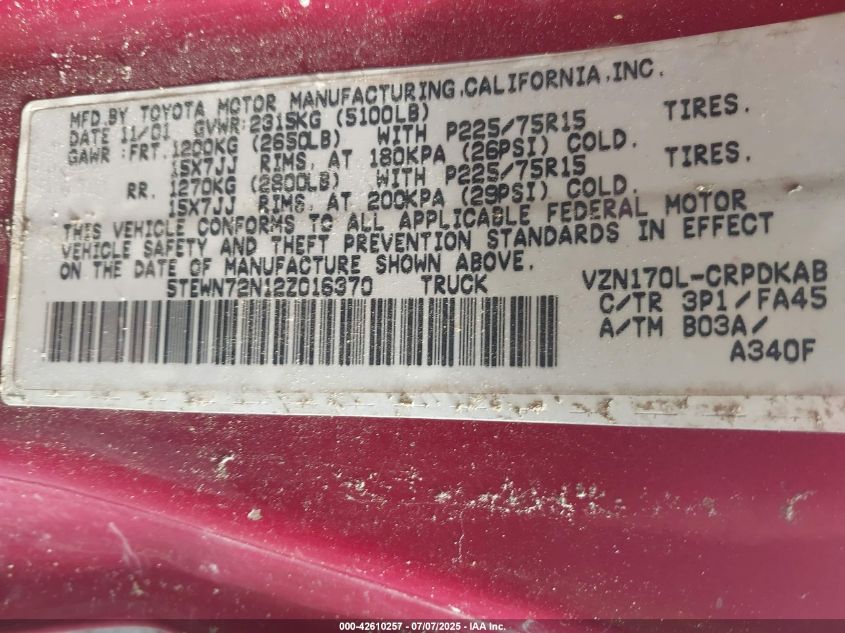 MFD.BY TOYOTA MOTOR MANUFACTURING,CALIFORNIA,INC.
DATE 11/01 GVWR:2315KG (5100LB)
GAWR:FRT.1200KG (2650LB) WITH P225/75R15 TIRES.
15X7JJ RIMS, AT 180KPA (26PSI) COLD.
RR. 1270KG (2800LB) WITH P225/75R15 TIRES.
15X7JJ RIMS, AT 200KPA (29PSI) COLD.
THIS VEHICLE CONFORMS TO ALL APPLICABLE FEDERAL MOTOR
VEHICLE SAFETY AND THEFT PREVENTION STANDARDS IN EFFECT
ON THE DATE OF MANUFACTURE SHOWN ABOVE.
5TEWN72N12Z016370 TRUCK VZN170L-CRPDKAB
C/TR 3P1/FA45
A/TM B03A/
A340F
000-42610257 - 07/07/2025 - IAA Inc.